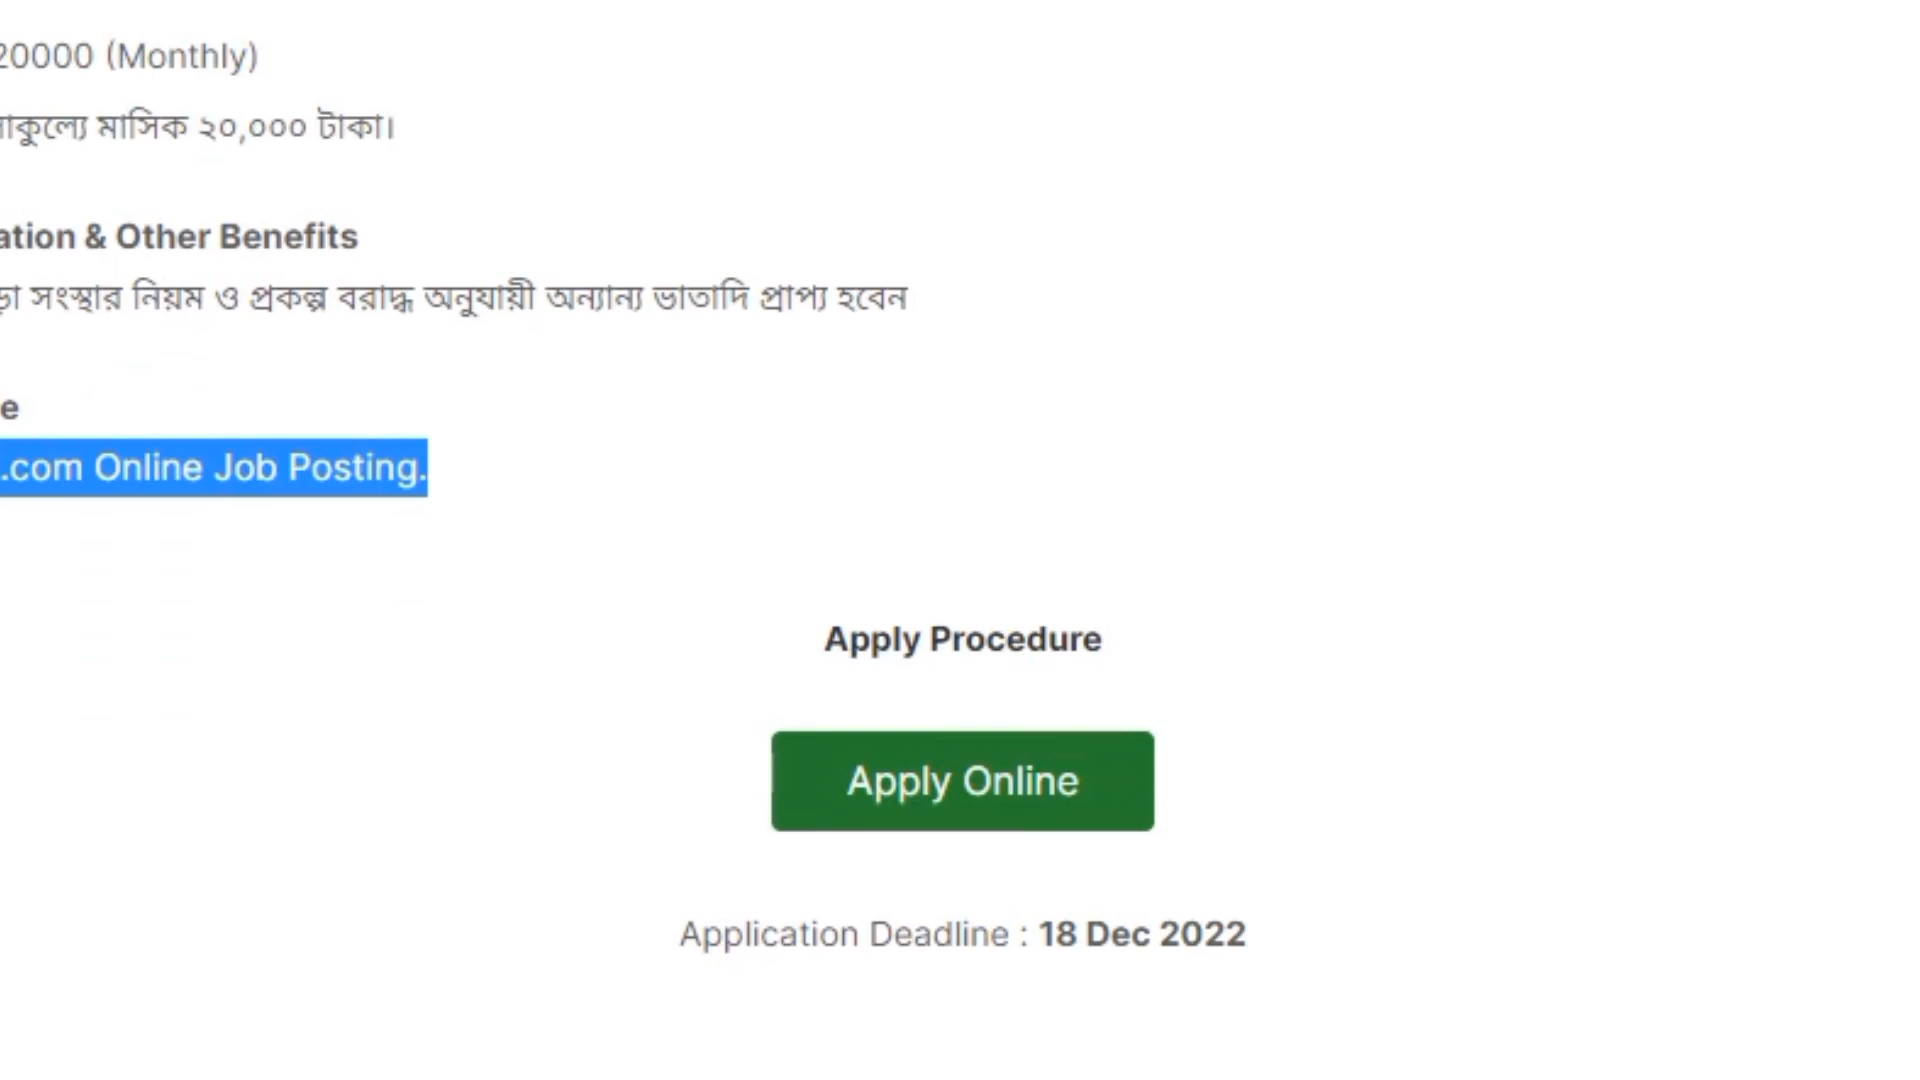 20000 (Monthly)
মাসিক ২০,০০০ টাকা।
& Other Benefits
সংস্থার নিয়ম ও প্রকল্প বরাদ্ধ অনুযায়ী অন্যান্য ভাতাদি প্রাপ্য হবেন
.com Online Job Posting.
Apply Procedure
Apply Online
Application Deadline : 18 Dec 2022